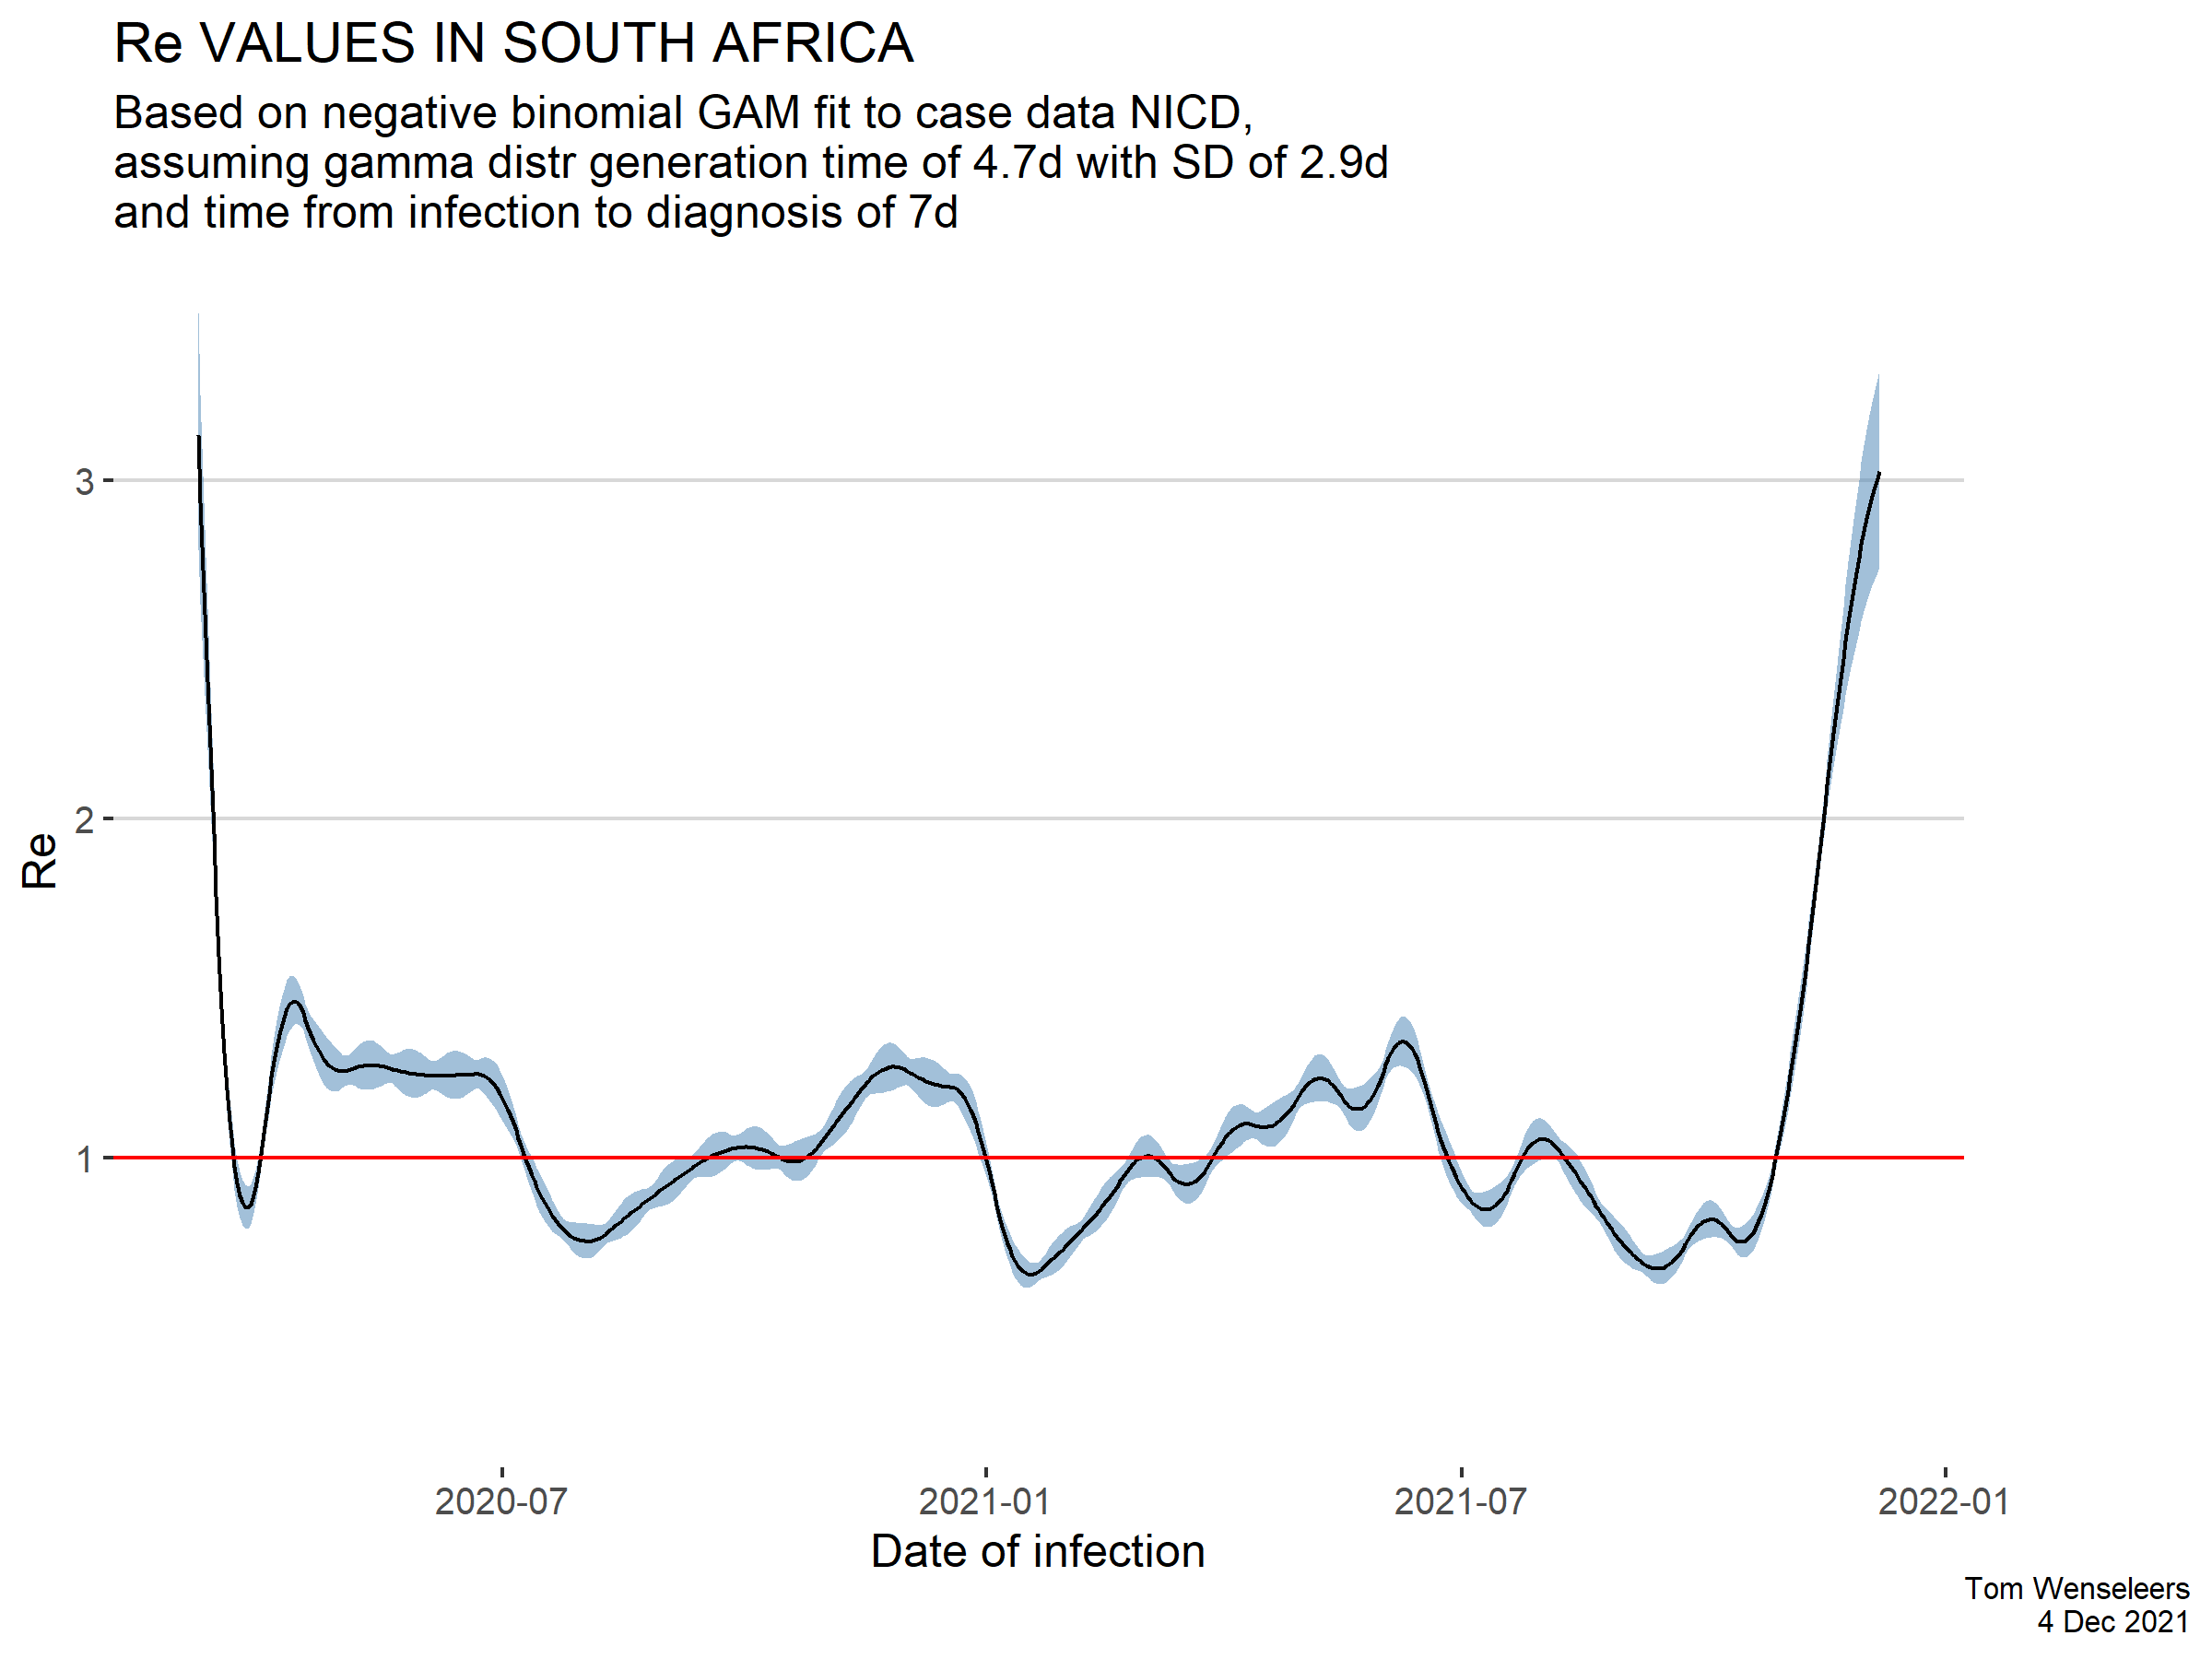 Re VALUES IN SOUTH AFRICA
Based on negative binomial GAM fit to case data NICD,
assuming gamma distr generation time of 4.7d with SD of 2.9d
and time from infection to diagnosis of 7d
3
2
1
Re
2020-07
2021-01
2021-07
2022-01
Date of infection
Tom Wenseleers
4 Dec 2021